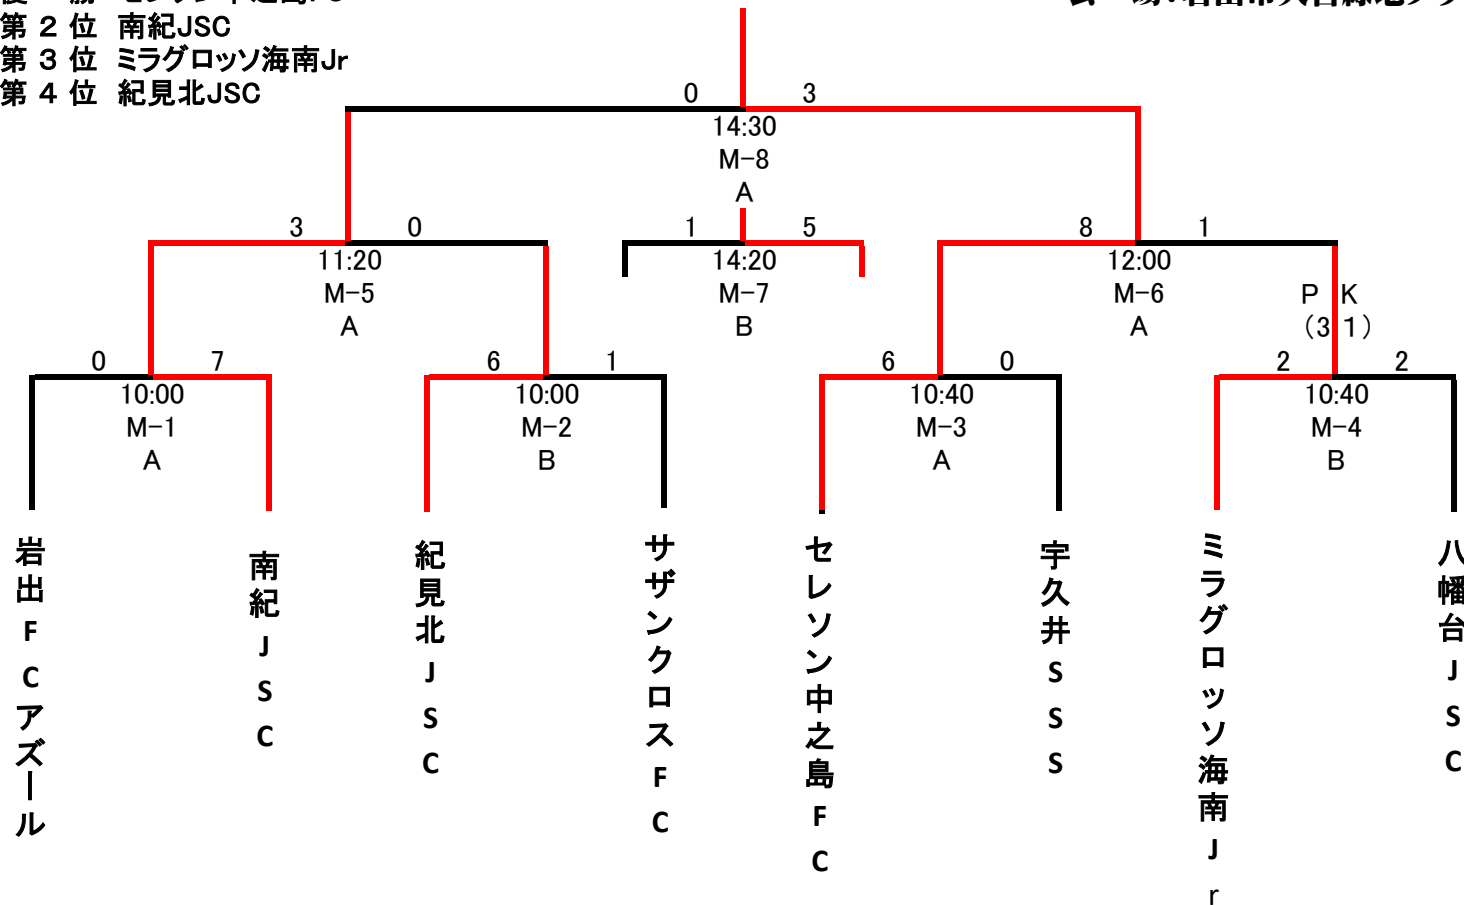 第 2 位 南紀JSC
第 3 位 ミラグロッソ海南Jr
第 4 位 紀見北JSC
0 3
14:30
M-8
A
3 0
11:20
M-5
A
1 5
14:20
M-7
B
8 1
12:00
M-6
A
P K
(3 1)
0 7
10:00
M-1
A
6 1
10:00
M-2
B
6 0
10:40
M-3
A
2 2
10:40
M-4
B
岩出FCアズール
南紀JSC
紀見北JSC
サザンクロスFC
セレソン中之島FC
宇久井SSS
ミラグロッソ海南Jr
八幡台JSC